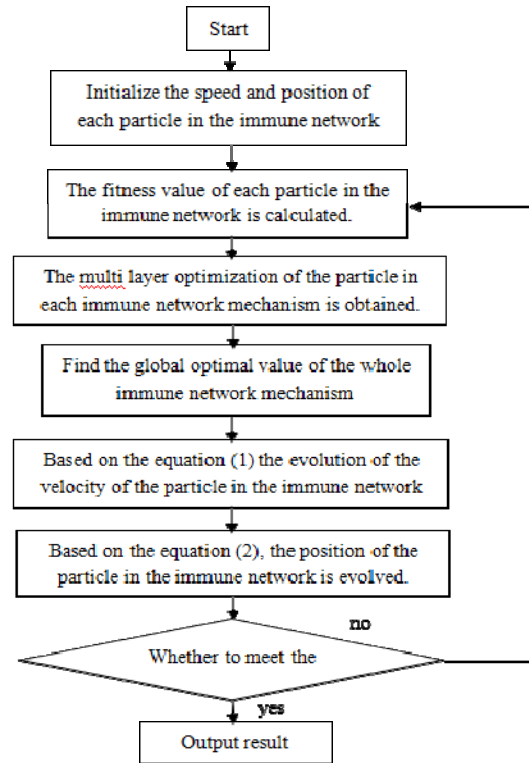 Start
Initialize the speed and position of
each particle in the immune network
The fitness value of each particle in the
immune network is calculated.
The multi layer optimization of the particle in
each immune network mechanism is obtained.
Find the global optimal value of the whole
immune network mechanism
Based on the equation (1) the evolution of the
velocity of the particle in the immune network
Based on the equation (2), the position of the
particle in the immune network is evolved.
no
Whether to meet the
yes
Output result